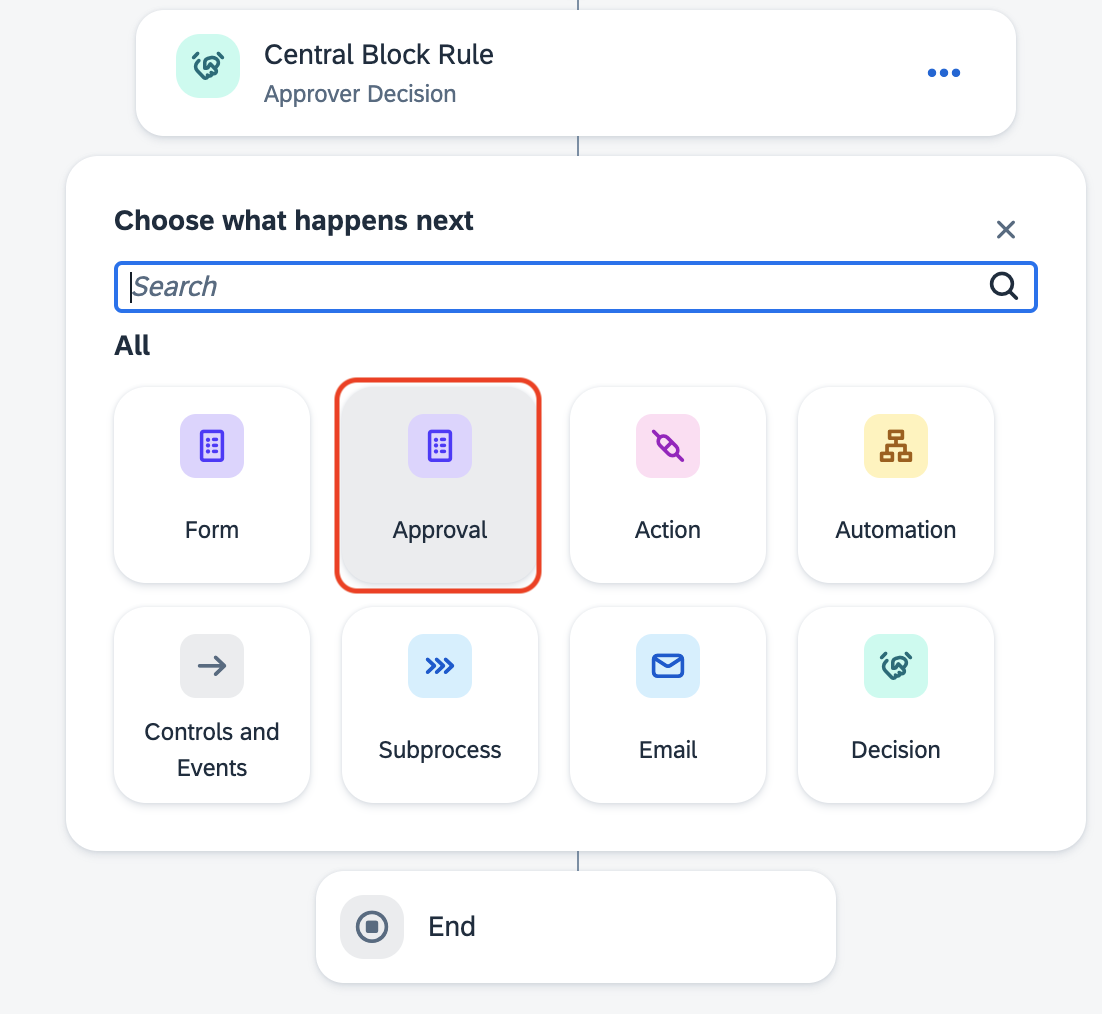 Central Block Rule
Approver Decision
Choose what happens next
Search
All
Form
Approval
Action
Automation
Controls and
Events
Subprocess
Email
Decision
End